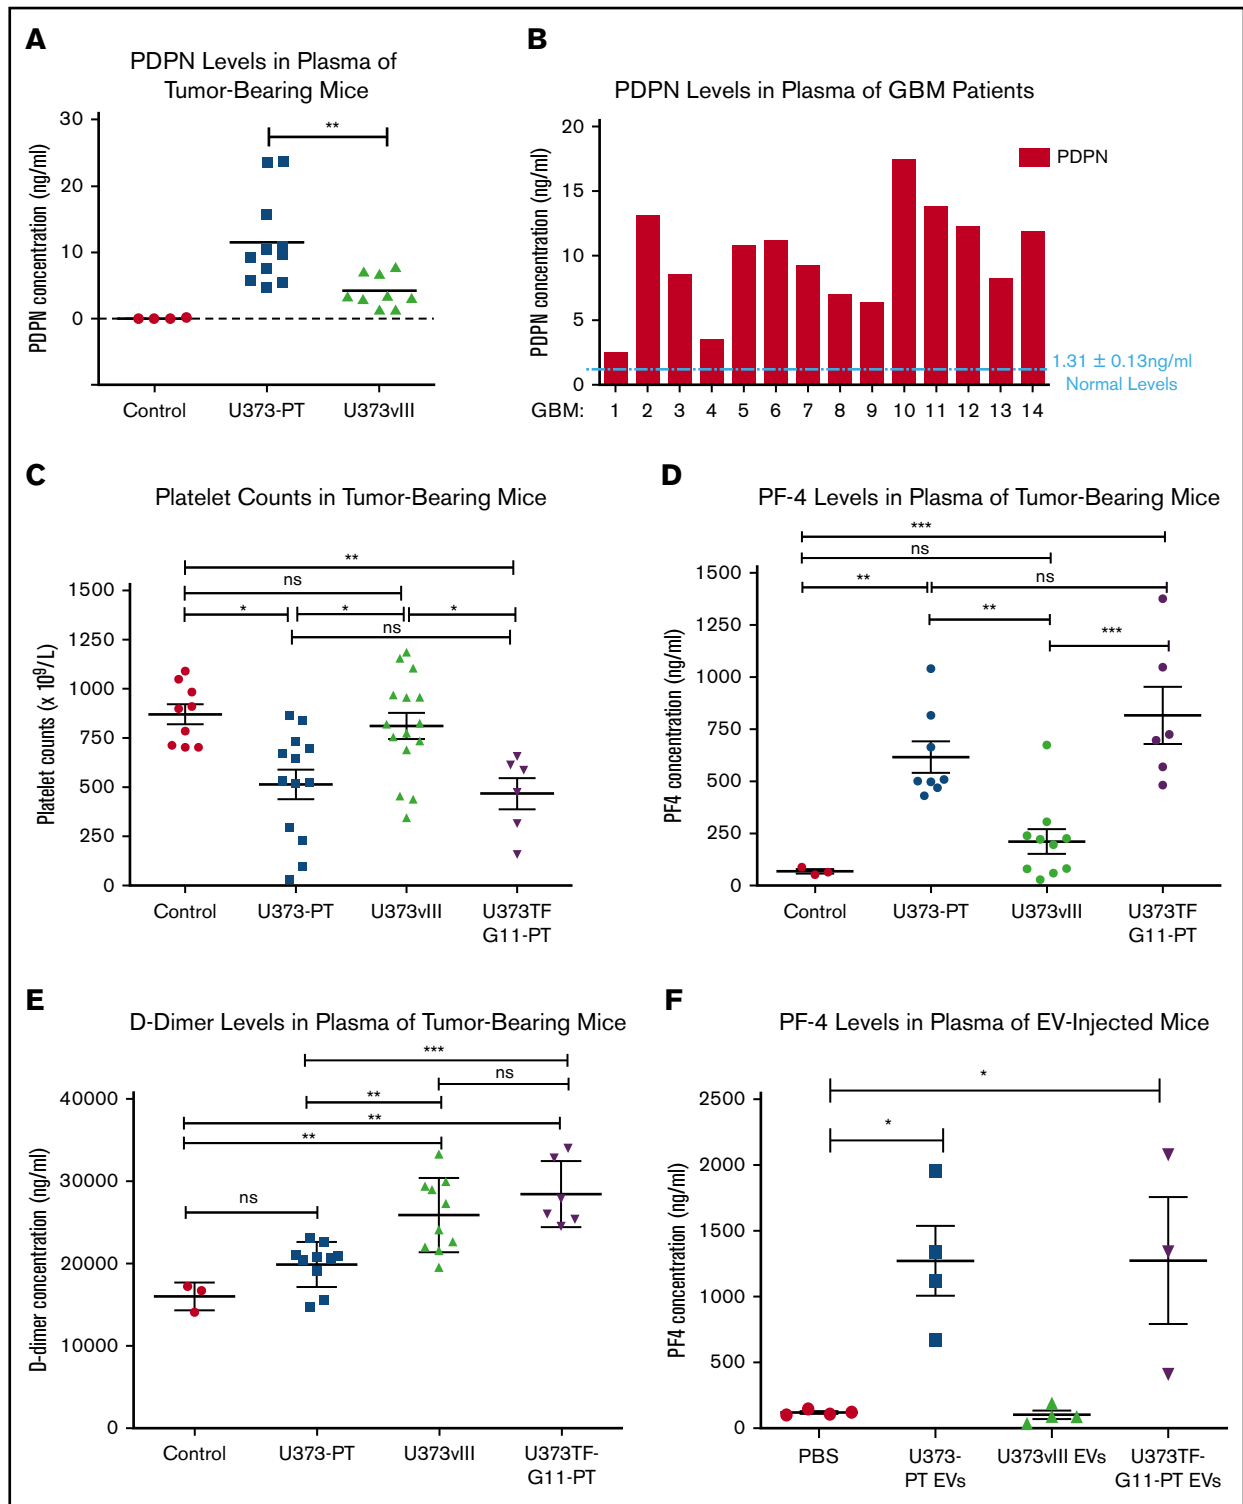 A
PDPN Levels in Plasma of
Tumor-Bearing Mice
PDPN concentration (ng/ml)
30
20
10
0
**
Control
U373-PT
U373vIII
B
PDPN Levels in Plasma of GBM Patients
PDPN concentration (ng/ml)
20
15
10
5
0
PDPN
1.31 ± 0.13ng/ml
Normal Levels
GBM: 1 2 3 4 5 6 7 8 9 10 11 12 13 14
C
Platelet Counts in Tumor-Bearing Mice
Platelet counts (x 10⁹/L)
1500
1250
1000
750
500
250
0
**
ns
* * *
ns
Control
U373-PT
U373vIII
U373TF
G11-PT
D
PF-4 Levels in Plasma of Tumor-Bearing Mice
PF4 concentration (ng/ml)
1500
1250
1000
750
500
250
0
***
ns
** ns
**
***
Control
U373-PT
U373vIII
U373TF
G11-PT
E
D-Dimer Levels in Plasma of Tumor-Bearing Mice
D-dimer concentration (ng/ml)
40000
30000
20000
10000
0
***
ns
**
**
**
ns
Control
U373-PT
U373vIII
U373TF-
G11-PT
F
PF-4 Levels in Plasma of EV-Injected Mice
PF4 concentration (ng/ml)
2500
2000
1500
1000
500
0
*
*
PBS
U373-
PT EVs
U373vIII EVs
U373TF-
G11-PT EVs